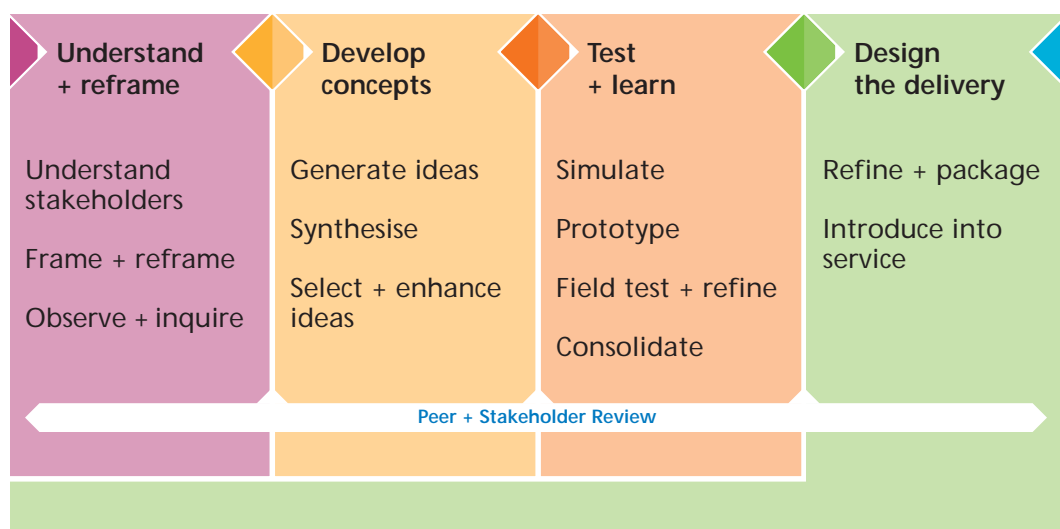 Understand
+ reframe
Understand
stakeholders
Frame + reframe
Observe + inquire
Develop
concepts
Generate ideas
Synthesise
Select + enhance
ideas
Test
+ learn
Simulate
Prototype
Field test + refine
Consolidate
Design
the delivery
Refine + package
Introduce into
service
Peer + Stakeholder Review